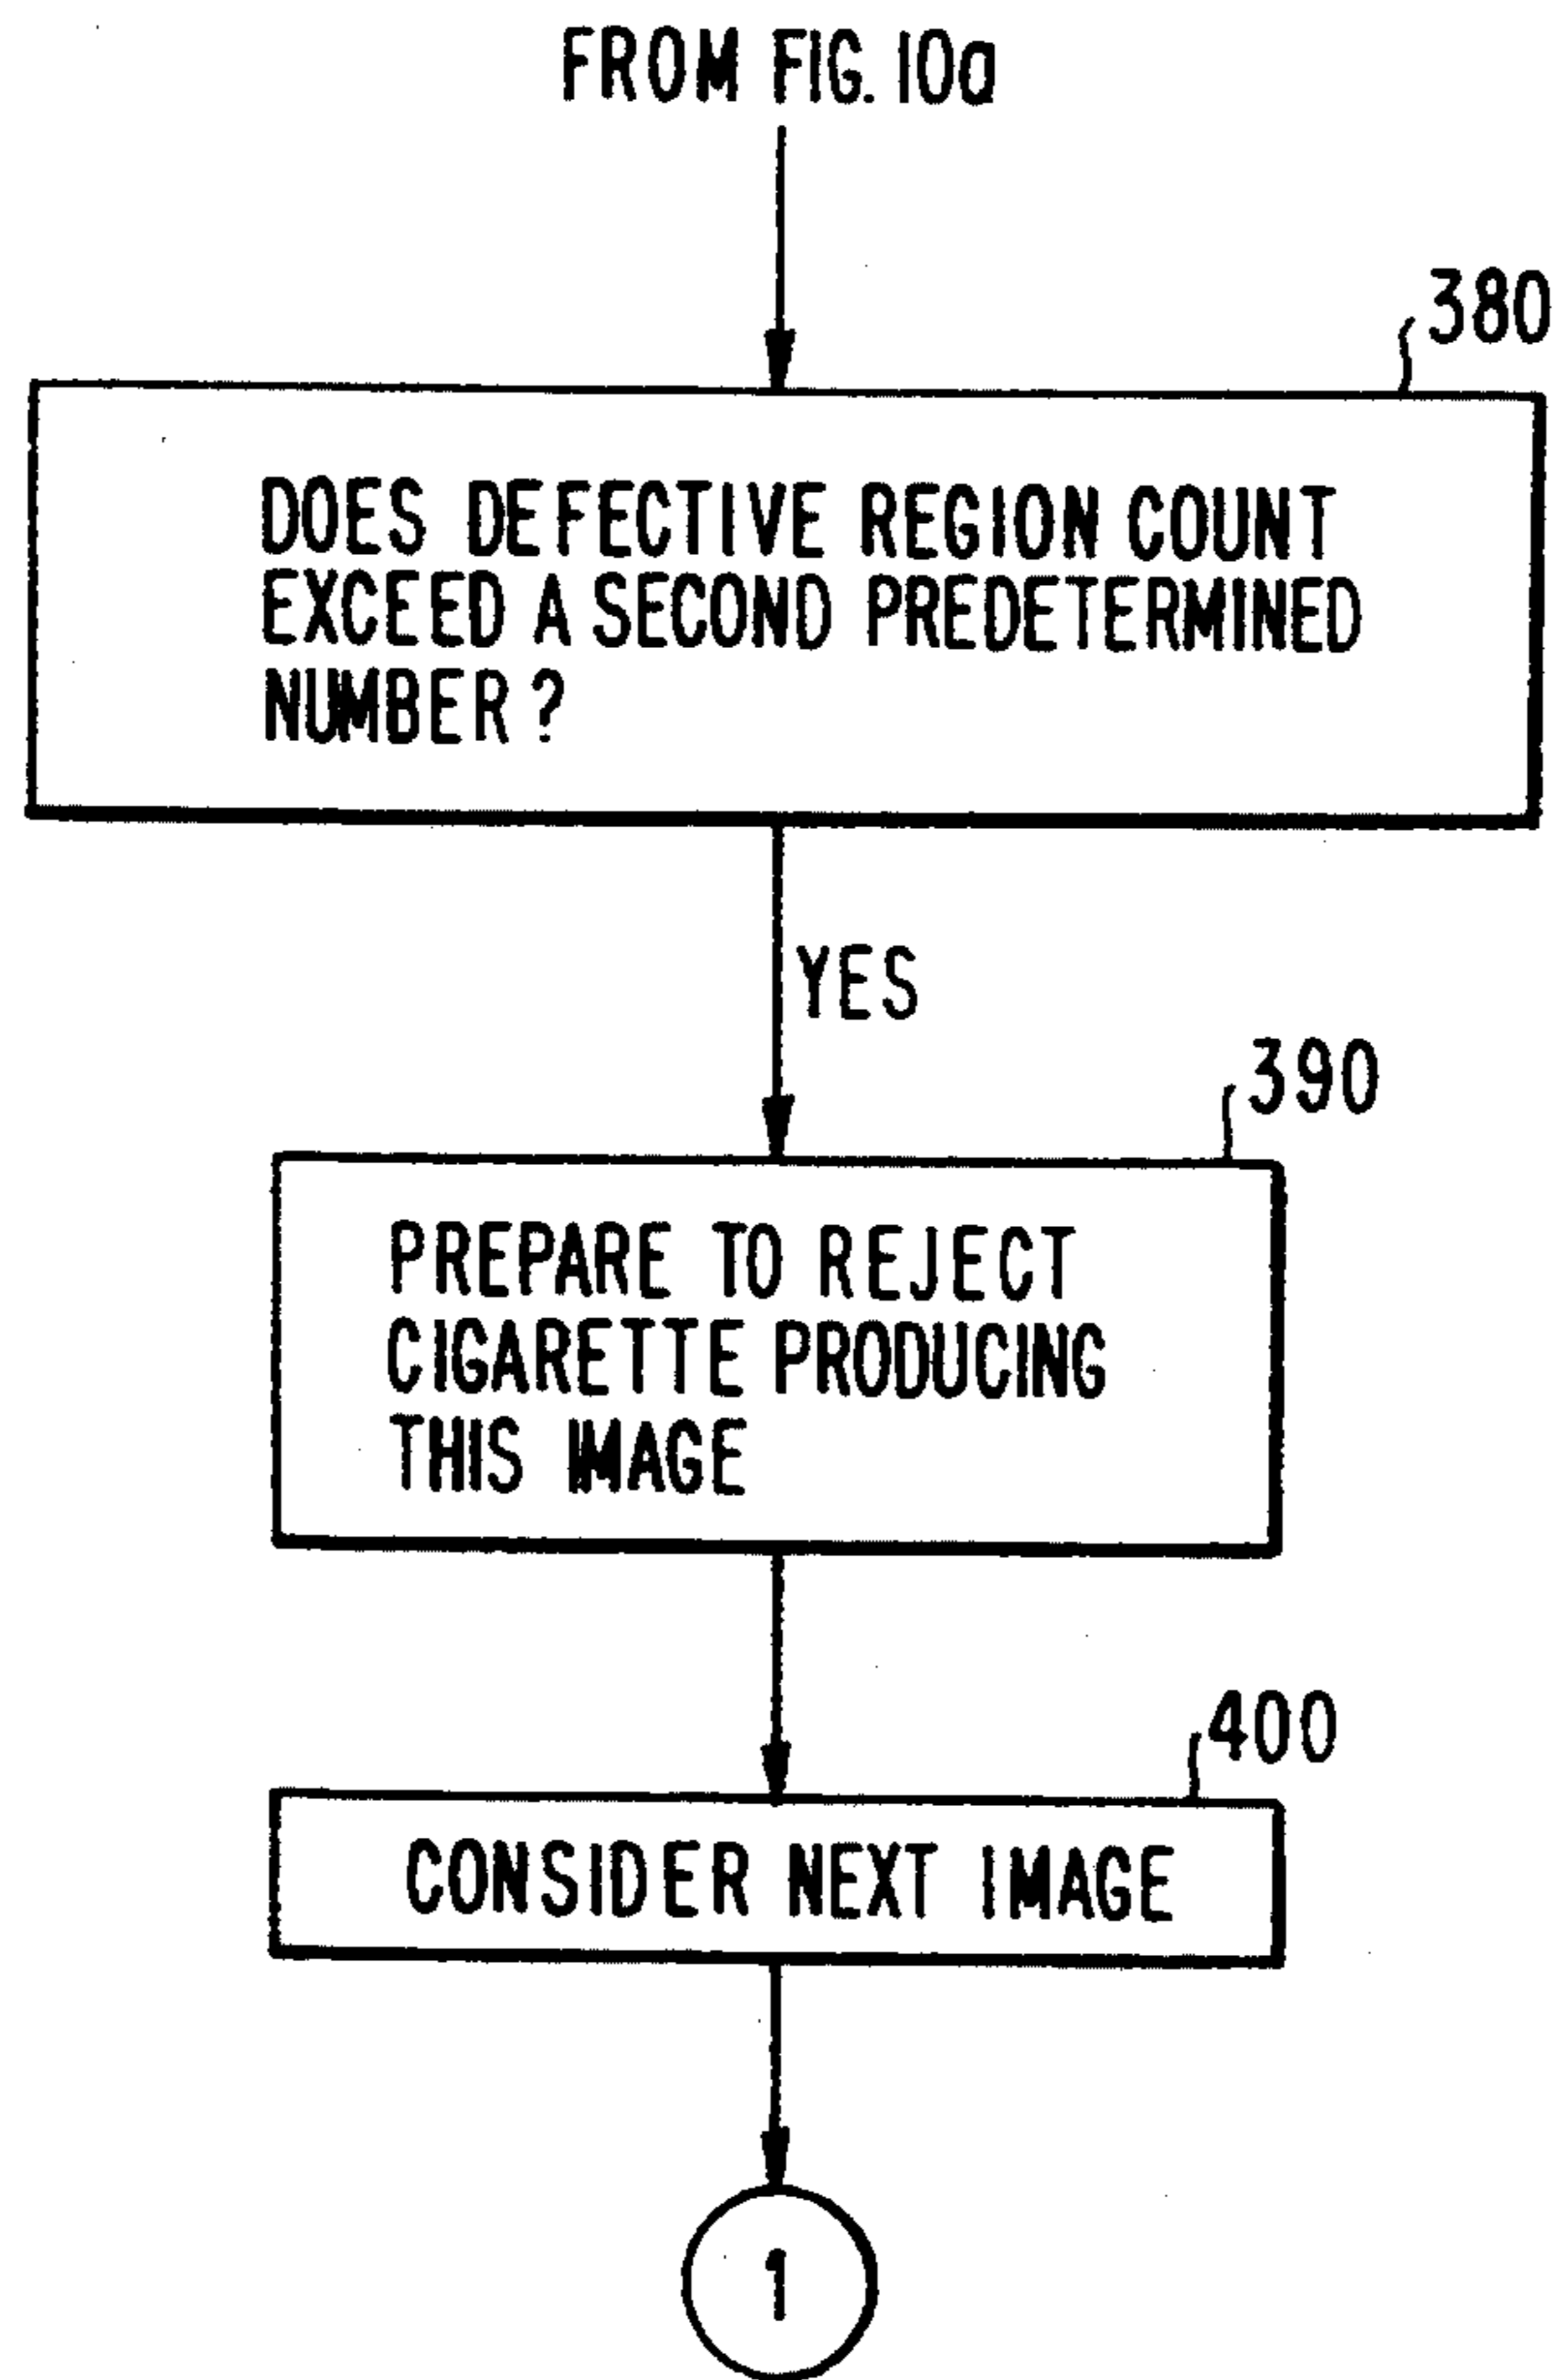 FROM FIG. 10a
380
DOES DEFECTIVE REGION COUNT
EXCEED A SECOND PREDETERMINED
NUMBER?
YES
390
PREPARE TO REJECT
CIGARETTE PRODUCING
THIS IMAGE
400
CONSIDER NEXT IMAGE
1